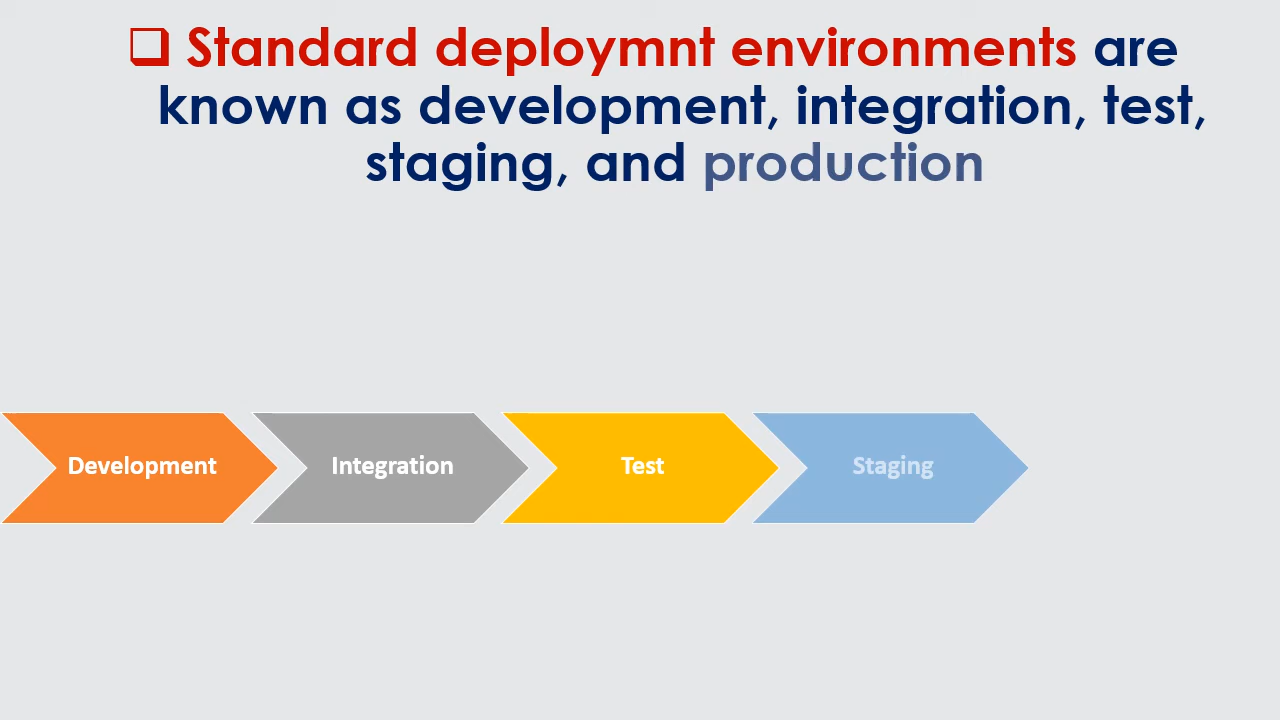 ❑ Standard deploymnt environments are
known as development, integration, test,
staging, and production
Development
Integration
Test
Staging